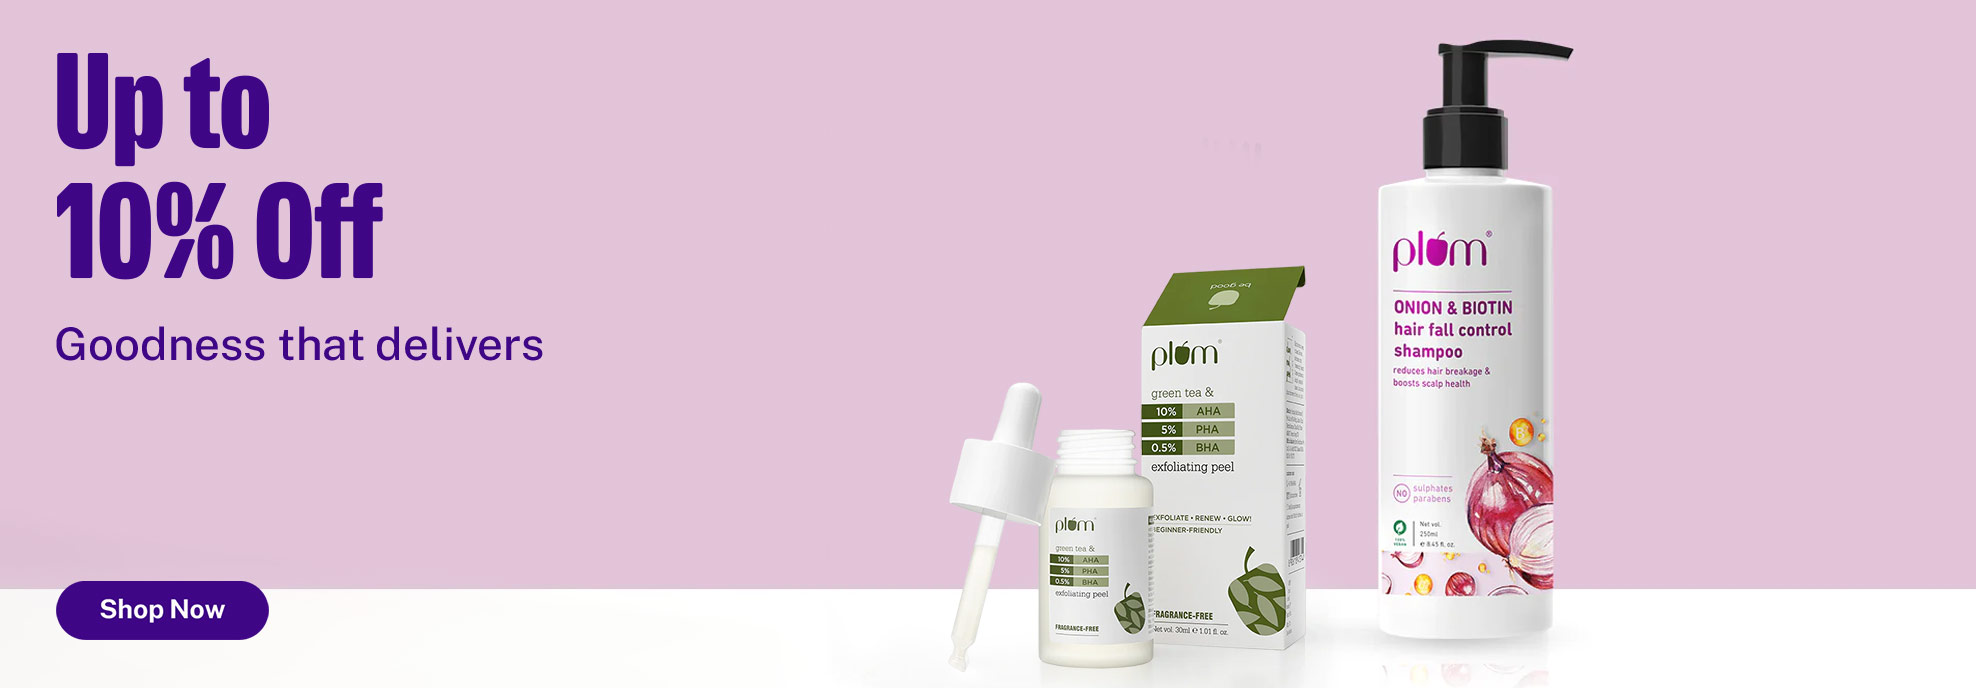 Up to
10% Off
Goodness that delivers
Shop Now
be good
plum®
green tea &
10% AHA
5% PHA
0.5% BHA
exfoliating peel
EXFOLIATE • RENEW • GLOW!
BEGINNER-FRIENDLY
FRAGRANCE-FREE
Net vol. 30ml e 1.01 fl. oz.
plum®
green tea &
10% AHA
5% PHA
0.5% BHA
exfoliating peel
FRAGRANCE-FREE
plum®
ONION & BIOTIN
hair fall control
shampoo
reduces hair breakage &
boosts scalp health
NO sulphates
parabens
100%
VEGAN
Net vol.
250ml
e 8.45 fl. oz.